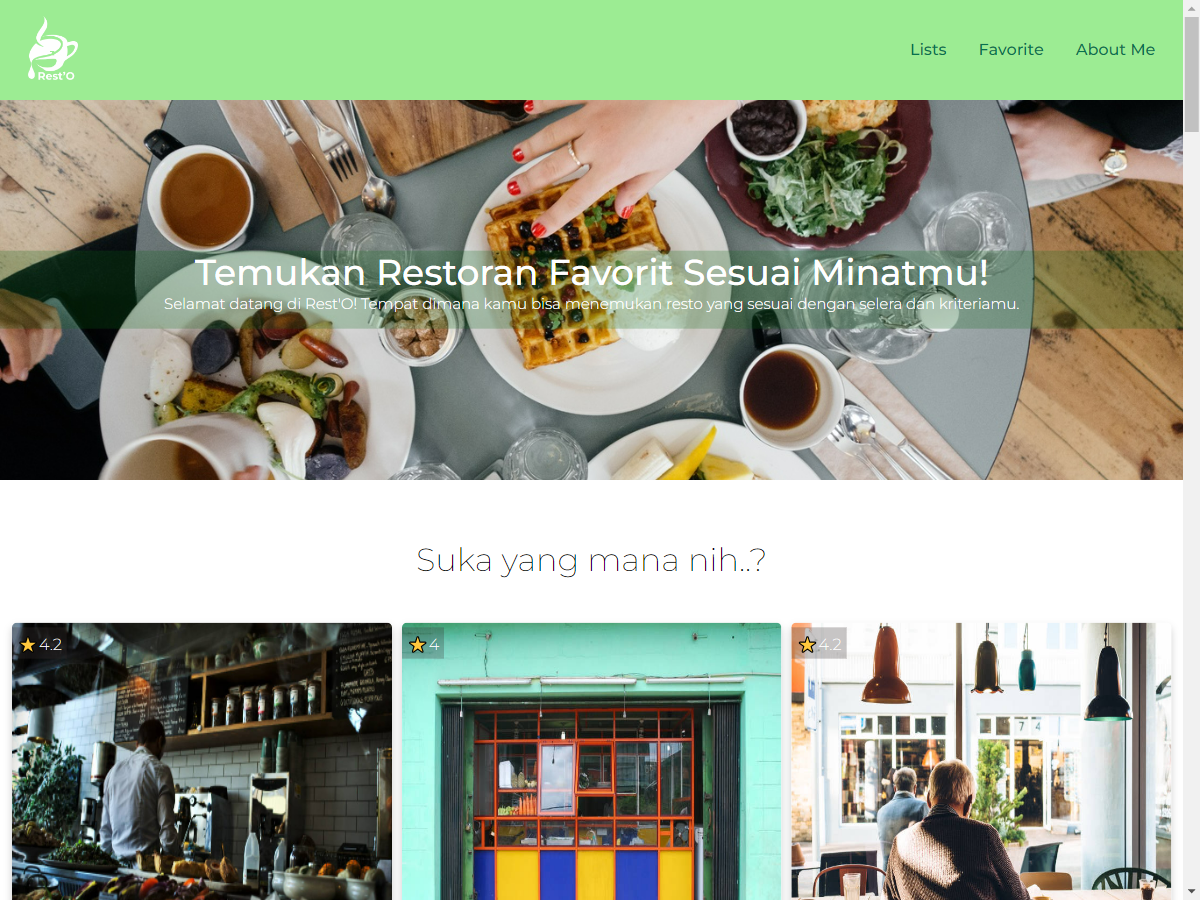 Rest'O
Lists
Favorite
About Me
Temukan Restoran Favorit Sesuai Minatmu!
Selamat datang di Rest'O! Tempat dimana kamu bisa menemukan resto yang sesuai dengan selera dan kriteriamu.
Suka yang mana nih..?
4.2
4
4.2